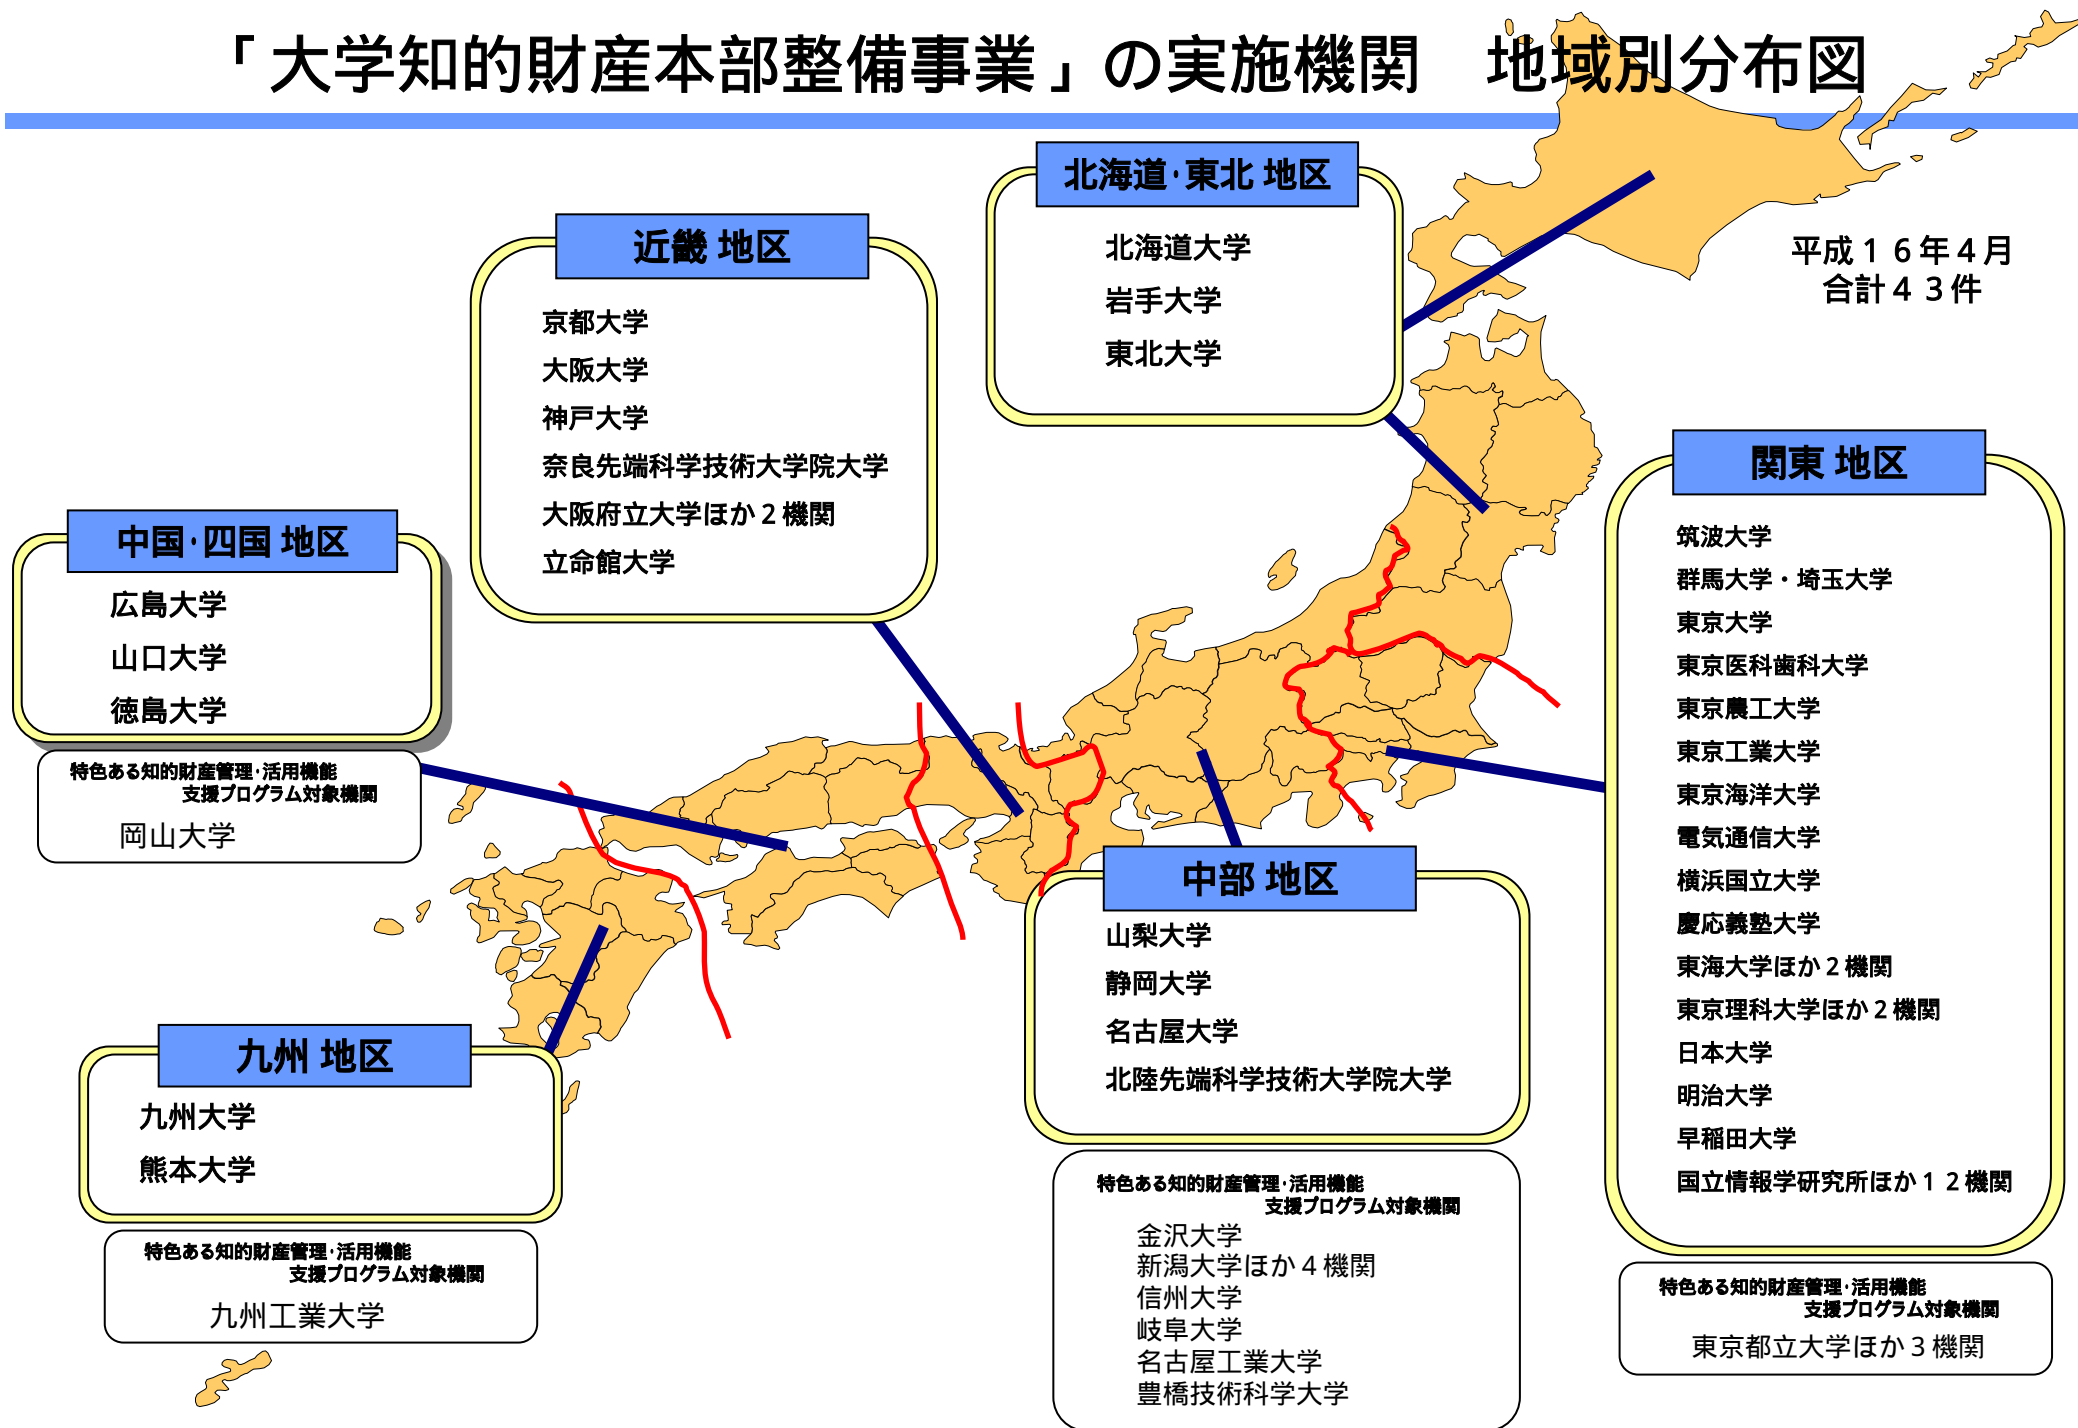 「大学知的財産本部整備事業」の実施機関　地域別分布図
平成１６年４月
合計４３件
北海道･東北 地区
北海道大学
岩手大学
東北大学
近畿 地区
京都大学
大阪大学
神戸大学
奈良先端科学技術大学院大学
大阪府立大学ほか２機関
立命館大学
中国･四国 地区
広島大学
山口大学
徳島大学
特色ある知的財産管理･活用機能
支援プログラム対象機関
岡山大学
関東 地区
筑波大学
群馬大学・埼玉大学
東京大学
東京医科歯科大学
東京農工大学
東京工業大学
東京海洋大学
電気通信大学
横浜国立大学
慶応義塾大学
東海大学ほか２機関
東京理科大学ほか２機関
日本大学
明治大学
早稲田大学
国立情報学研究所ほか１２機関
特色ある知的財産管理･活用機能
支援プログラム対象機関
東京都立大学ほか３機関
中部 地区
山梨大学
静岡大学
名古屋大学
北陸先端科学技術大学院大学
特色ある知的財産管理･活用機能
支援プログラム対象機関
金沢大学
新潟大学ほか４機関
信州大学
岐阜大学
名古屋工業大学
豊橋技術科学大学
九州 地区
九州大学
熊本大学
特色ある知的財産管理･活用機能
支援プログラム対象機関
九州工業大学